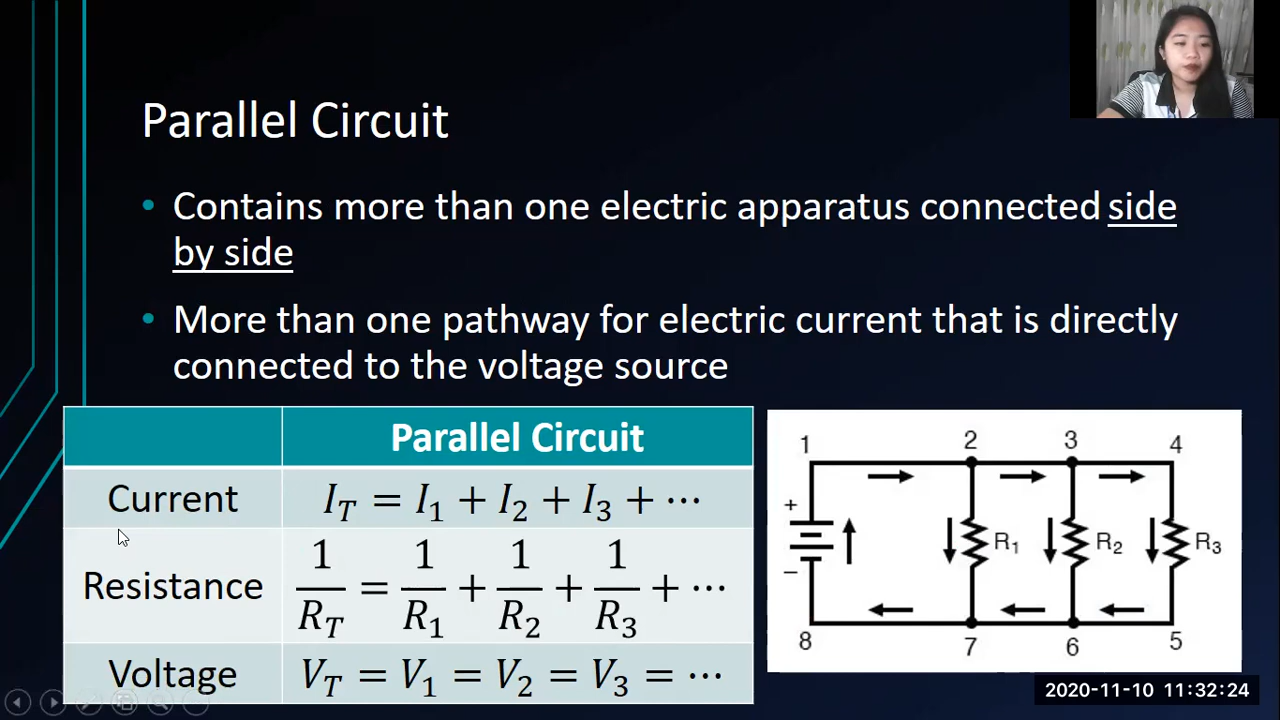 Parallel Circuit
• Contains more than one electric apparatus connected side
by side
• More than one pathway for electric current that is directly
connected to the voltage source
Parallel Circuit
Current I_T = I_1 + I_2 + I_3 + ⋯
Resistance 1/R_T = 1/R_1 + 1/R_2 + 1/R_3 + ⋯
Voltage V_T = V_1 = V_2 = V_3 = ⋯
1 2 3 4
+
R_1 R_2 R_3
−
8 7 6 5
2020-11-10 11:32:24